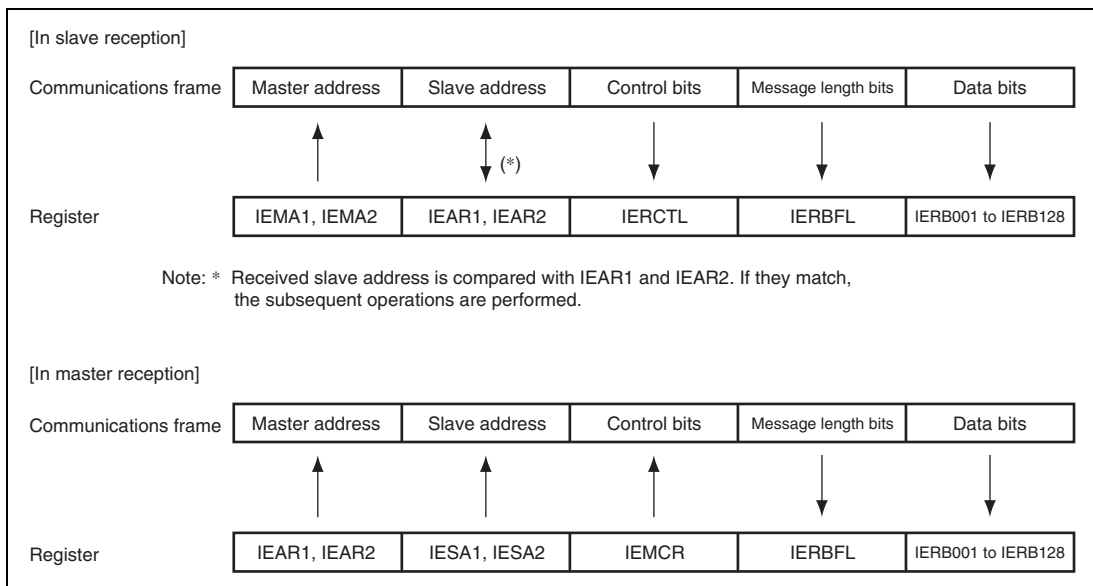 [In slave reception]
Communications frame Master address Slave address Control bits Message length bits Data bits
(*)
Register IEMA1, IEMA2 IEAR1, IEAR2 IERCTL IERBFL IERB001 to IERB128
Note: * Received slave address is compared with IEAR1 and IEAR2. If they match,
the subsequent operations are performed.
[In master reception]
Communications frame Master address Slave address Control bits Message length bits Data bits
Register IEAR1, IEAR2 IESA1, IESA2 IEMCR IERBFL IERB001 to IERB128